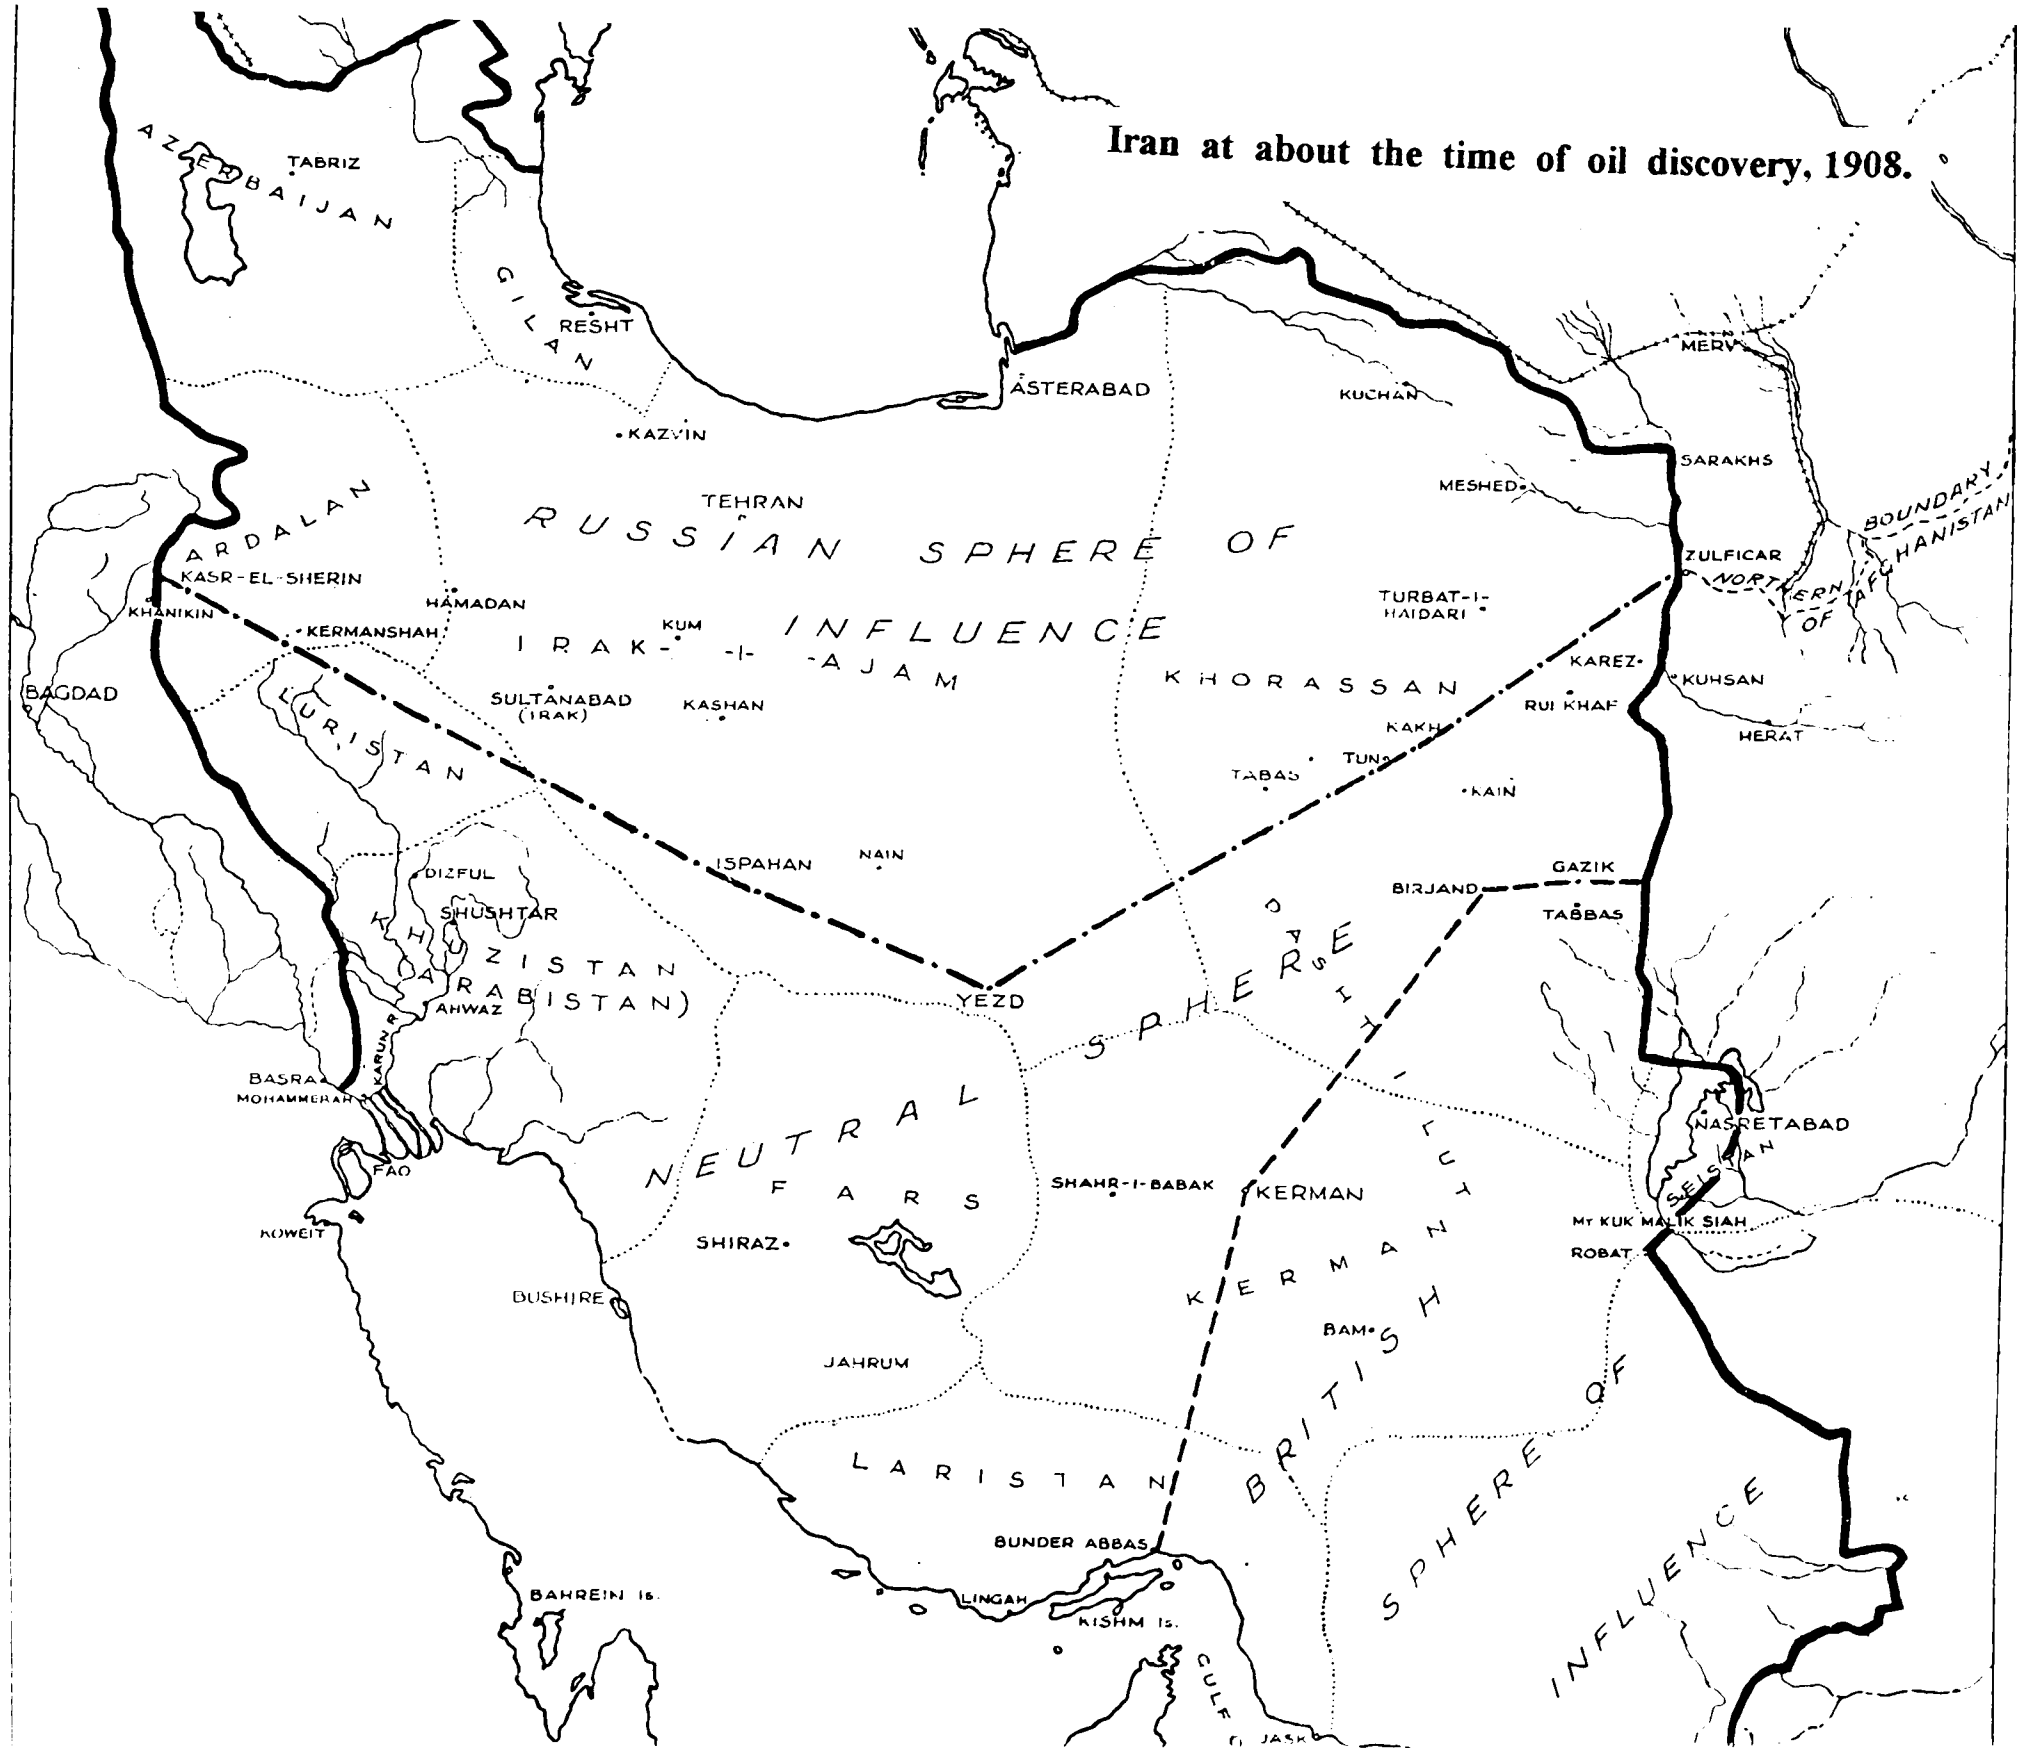 Iran at about the time of oil discovery, 1908.
AZERBAIJAN
TABRIZ
GILAN
RESHT
MERV
ASTERABAD
KUCHAN
KAZVIN
SARAKHS
MESHED
ARDALAN
TEHRAN
RUSSIAN SPHERE OF
INFLUENCE
BOUNDARY
NORTHERN
OF AFGHANISTAN
ZULFICAR
KASR-EL-SHERIN
KHANIKIN
HAMADAN
TURBAT-I-
HAIDARI
KERMANSHAH
KUM
IRAK-I-AJAM
KAREZ
KUHSAN
KHORASSAN
BAGDAD
LURISTAN
SULTANABAD
(IRAK)
KASHAN
RUI KHAF
KAKH
HERAT
TUN
TABAS
KAIN
ISPAHAN
NAIN
DIZFUL
GAZIK
BIRJAND
TABBAS
SHUSHTAR
KHUZISTAN
(ARABISTAN)
AHWAZ
KARUN R
YEZD
DASHT-I-LUT
NEUTRAL
SPHERE
BASRA
MOHAMMERAH
FAO
KOWEIT
NASRETABAD
SEISTAN
FARS
SHAHR-I-BABAK
KERMAN
MT KUK MALIK SIAH
ROBAT
SHIRAZ
KERMAN
BUSHIRE
BAM
JAHRUM
BRITISH
SPHERE OF
INFLUENCE
LARISTAN
BUNDER ABBAS
BAHREIN Is.
LINGAH
KISHM Is.
GULF
JASK